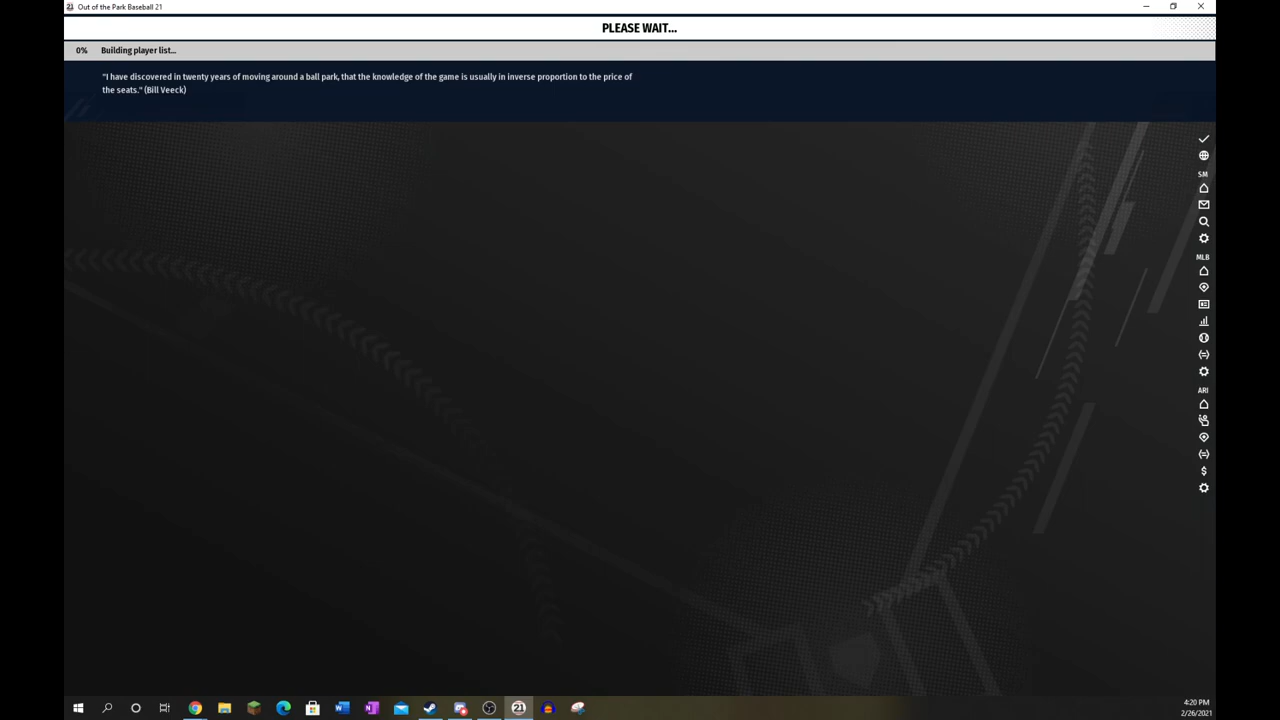 Out of the Park Baseball 21
PLEASE WAIT...
0% Building player list...
"I have discovered in twenty years of moving around a ball park, that the knowledge of the game is usually in inverse proportion to the price of
the seats." (Bill Veeck)
SM
MLB
ARI
$
21
4:20 PM
2/26/2021